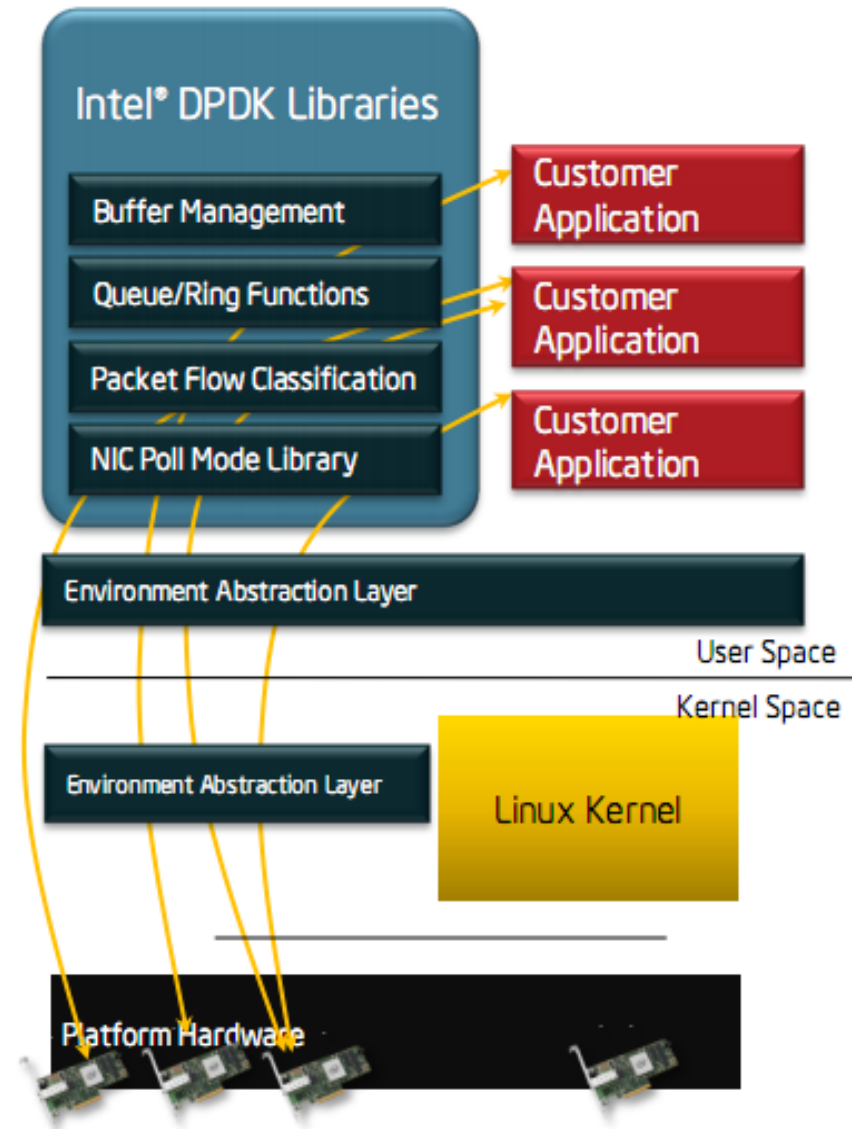 Intel® DPDK Libraries
Buffer Management
Queue/Ring Functions
Packet Flow Classification
NIC Poll Mode Library
Customer
Application
Customer
Application
Customer
Application
Environment Abstraction Layer
User Space
Kernel Space
Environment Abstraction Layer
Linux Kernel
Platform Hardware